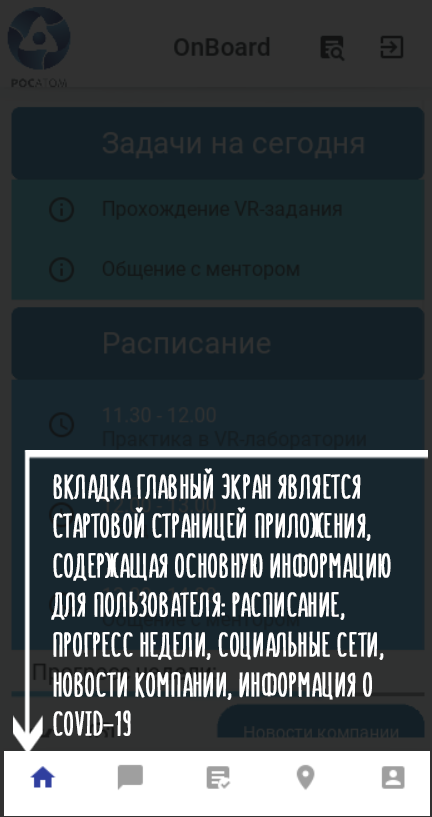 OnBoard
РОСАТОМ
Задачи на сегодня
Прохождение VR-задания
Общение с ментором
Расписание
11.30 - 12.00
Практика в VR-лаборатории
ВКЛАДКА ГЛАВНЫЙ ЭКРАН ЯВЛЯЕТСЯ
СТАРТОВОЙ СТРАНИЦЕЙ ПРИЛОЖЕНИЯ,
СОДЕРЖАЩАЯ ОСНОВНУЮ ИНФОРМАЦИЮ
ДЛЯ ПОЛЬЗОВАТЕЛЯ: РАСПИСАНИЕ,
Общение с ментором
ПРОГРЕСС НЕДЕЛИ, СОЦИАЛЬНЫЕ СЕТИ,
Прогресс недели:
НОВОСТИ КОМПАНИИ, ИНФОРМАЦИЯ О
COVID-19
Новости компании